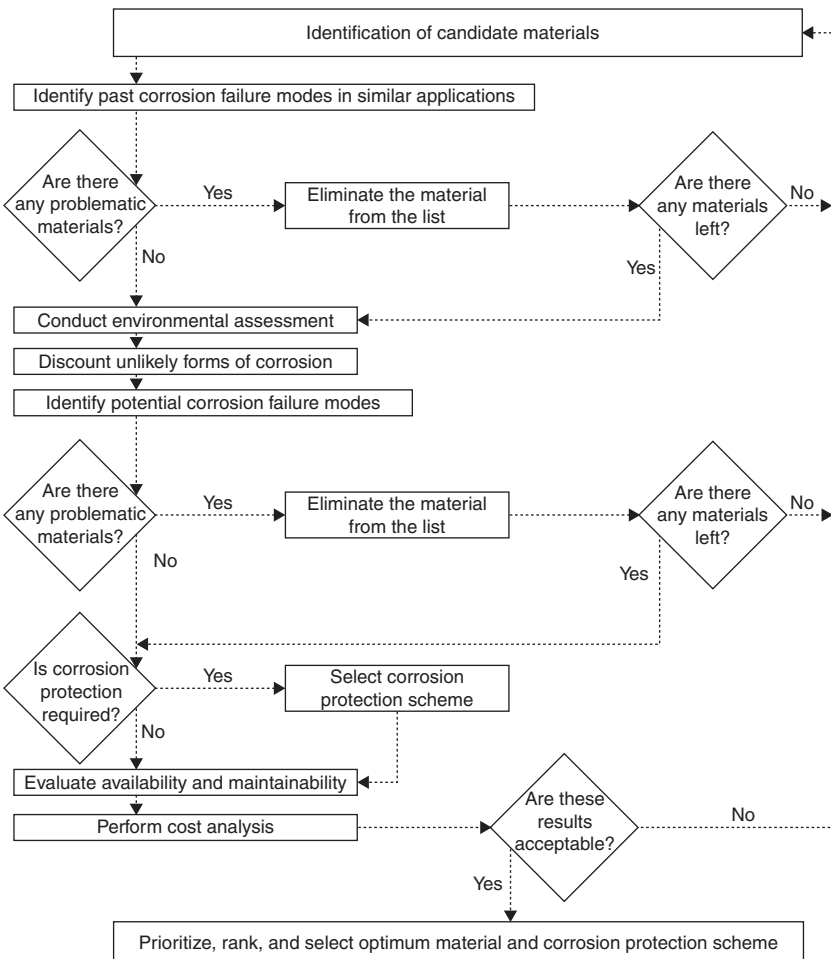 Identification of candidate materials
Identify past corrosion failure modes in similar applications
Are there
any problematic
materials?
Yes
Eliminate the material
from the list
Are there
any materials
left?
No
No
Yes
Conduct environmental assessment
Discount unlikely forms of corrosion
Identify potential corrosion failure modes
Are there
any problematic
materials?
Yes
Eliminate the material
from the list
Are there
any materials
left?
No
No
Yes
Is corrosion
protection
required?
Yes
Select corrosion
protection scheme
No
Evaluate availability and maintainability
Perform cost analysis
Are these
results
acceptable?
No
Yes
Prioritize, rank, and select optimum material and corrosion protection scheme